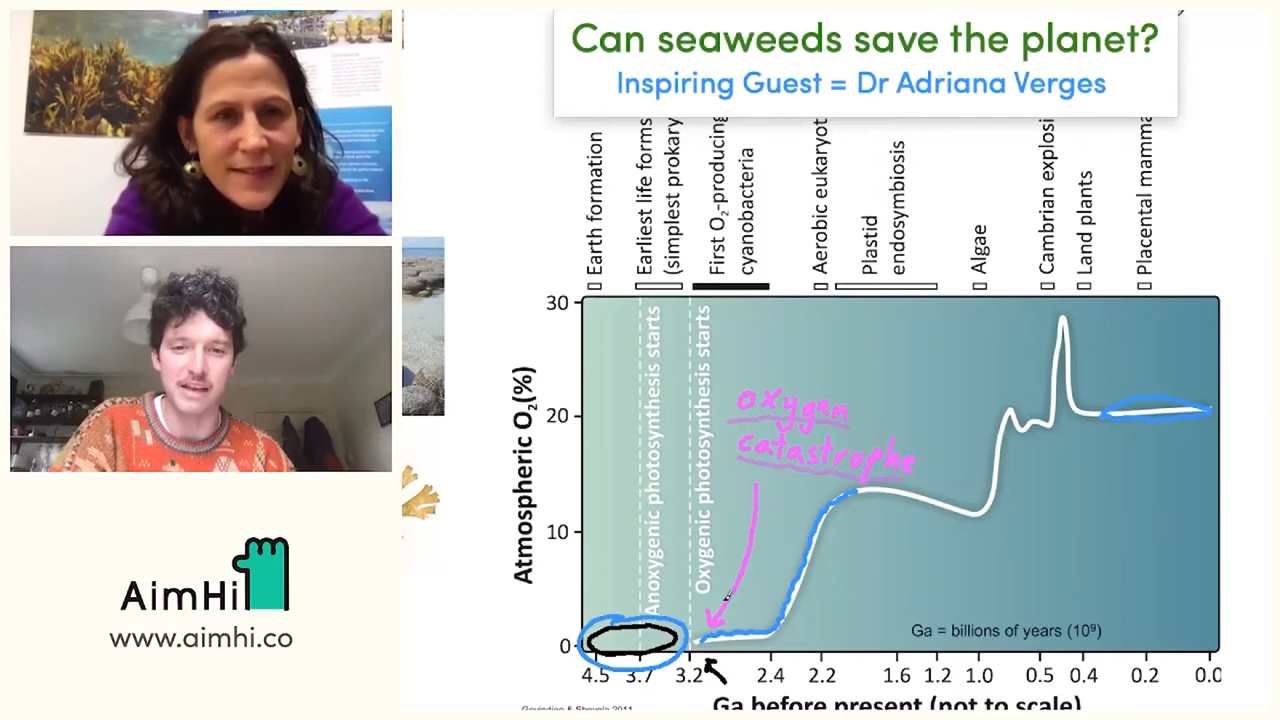 Can seaweeds save the planet?
Inspiring Guest = Dr Adriana Verges
Earth formation
Earliest life forms
(simplest prokary
First O₂-producing
cyanobacteria
Aerobic eukaryot
Plastid
endosymbiosis
Algae
Cambrian explosi
Land plants
Placental mamma
30
20
10
0
Atmospheric O₂(%)
Anoxygenic photosynthesis starts
Oxygenic photosynthesis starts
oxygan
catastrophe
Ga = billions of years (10⁹)
4.5 3.7 3.2 2.4 2.2 1.6 1.2 1.0 0.5 0.4 0.2 0.0
Ga before present (not to scale)
AimHi
www.aimhi.co